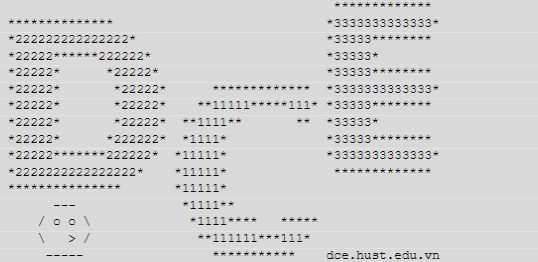 *************
**************                            *3333333333333*
*222222222222222*                         *33333********
*22222******222222*                       *33333*
*22222*      *22222*                      *33333********
*22222*       *22222*      *************  *3333333333333*
*22222*       *22222*    **11111*****111* *33333********
*22222*       *22222*  **1111**       **  *33333*
*22222*      *222222*  *1111*             *33333********
*22222*******222222*  *11111*             *3333333333333*
*2222222222222222*    *11111*              *************
***************       *11111*
      ---              *1111**
    / o o \             *1111****   *****
    \   > /              **111111***111*
     -----                 ***********    dce.hust.edu.vn